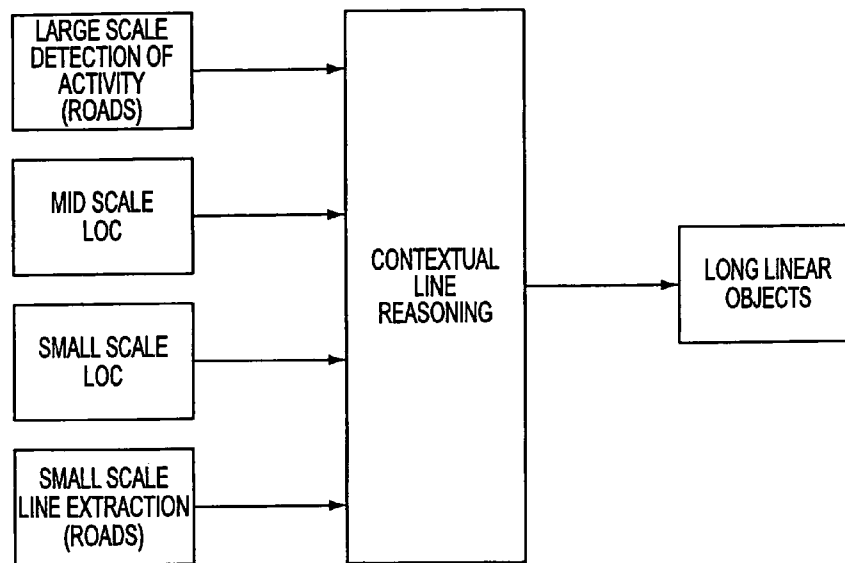 LARGE SCALE
DETECTION OF
ACTIVITY
(ROADS)
MID SCALE
LOC
SMALL SCALE
LOC
SMALL SCALE
LINE EXTRACTION
(ROADS)
CONTEXTUAL
LINE
REASONING
LONG LINEAR
OBJECTS